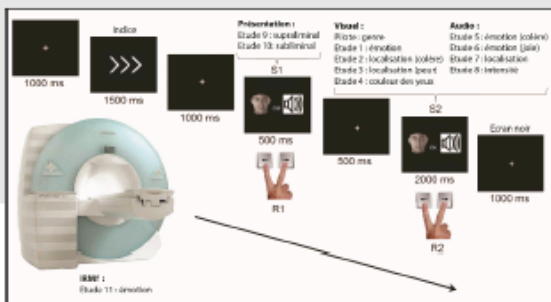 Indice
>>>
1000 ms
1500 ms
1000 ms
Présentation :
Etude 9 : supraliminal
Etude 10: subliminal
S1
500 ms
R1
Visuel :
Pilote : genre
Etude 1 : émotion
Etude 2 : localisation (colère)
Etude 3 : localisation (peur)
Etude 4 : couleur des yeux
Audio :
Etude 5 : émotion (colère)
Etude 6 : émotion (joie)
Etude 7 : localisation
Etude 8 : intensité
500 ms
S2
2000 ms
R2
Ecran noir
1000 ms
IRMf :
Etude 11 : émotion